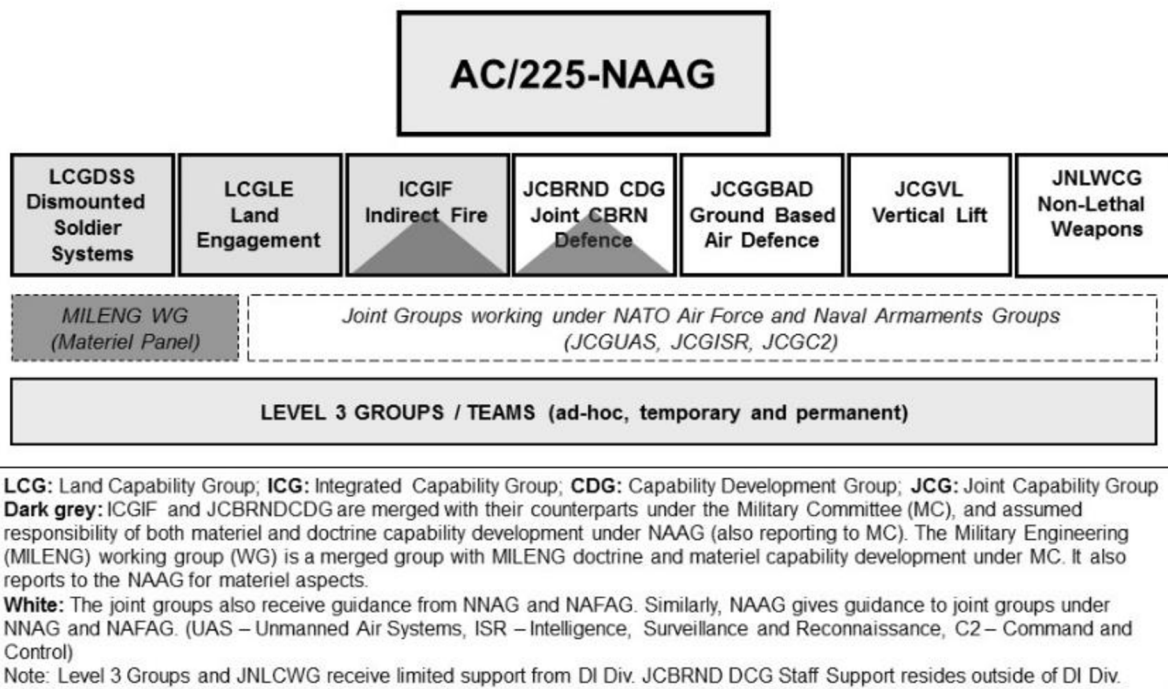 AC/225-NAAG
LCGDSS
Dismounted
Soldier
Systems
LCGLE
Land
Engagement
ICGIF
Indirect Fire
JCBRND CDG
Joint CBRN
Defence
JCGGBAD
Ground Based
Air Defence
JCGVL
Vertical Lift
JNLWCG
Non-Lethal
Weapons
MILENG WG
(Materiel Panel)
Joint Groups working under NATO Air Force and Naval Armaments Groups
(JCGUAS, JCGISR, JCGC2)
LEVEL 3 GROUPS / TEAMS (ad-hoc, temporary and permanent)
LCG: Land Capability Group; ICG: Integrated Capability Group; CDG: Capability Development Group; JCG: Joint Capability Group
Dark grey: ICGIF and JCBRNDCDG are merged with their counterparts under the Military Committee (MC), and assumed
responsibility of both materiel and doctrine capability development under NAAG (also reporting to MC). The Military Engineering
(MILENG) working group (WG) is a merged group with MILENG doctrine and materiel capability development under MC. It also
reports to the NAAG for materiel aspects.
White: The joint groups also receive guidance from NNAG and NAFAG. Similarly, NAAG gives guidance to joint groups under
NNAG and NAFAG. (UAS – Unmanned Air Systems, ISR – Intelligence, Surveillance and Reconnaissance, C2 – Command and
Control)
Note: Level 3 Groups and JNLCWG receive limited support from DI Div. JCBRND DCG Staff Support resides outside of DI Div.